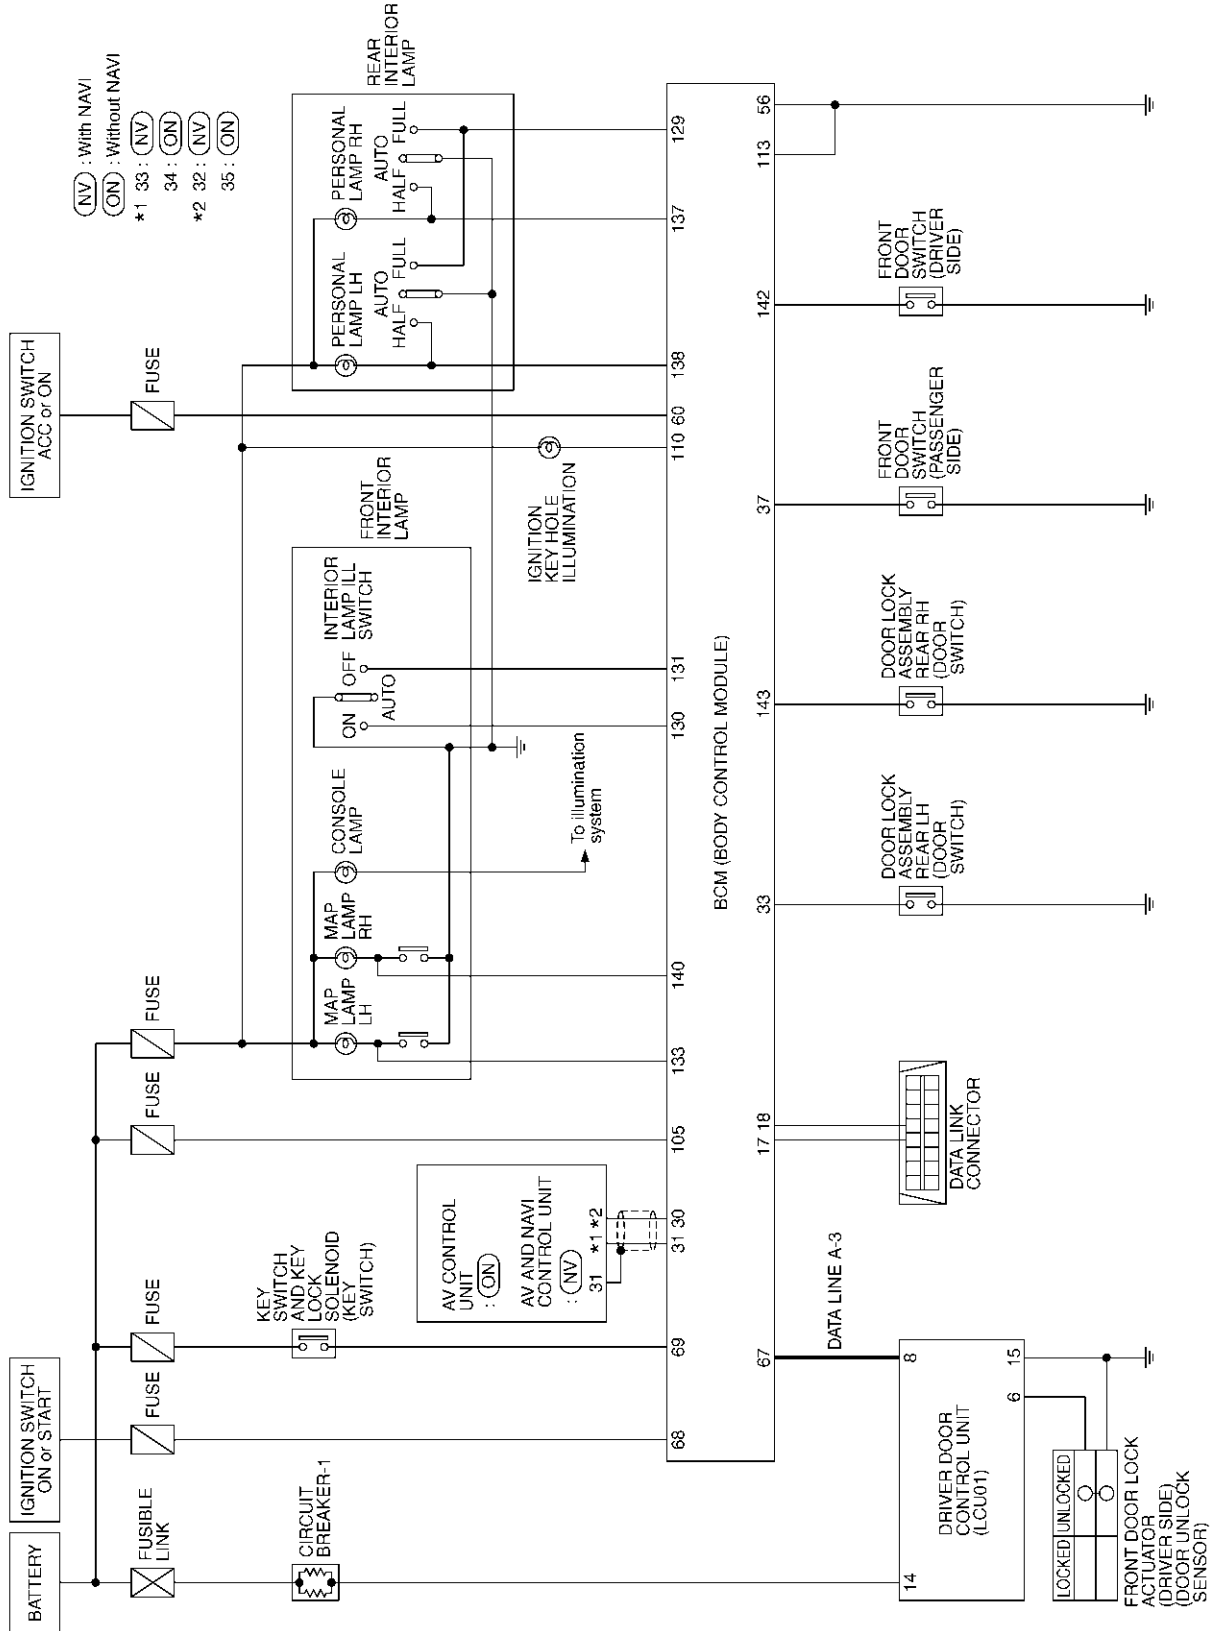 BATTERY
IGNITION SWITCH
ON or START
IGNITION SWITCH
ACC or ON
NV : With NAVI
ON : Without NAVI
*1 33 : NV
34 : ON
*2 32 : NV
35 : ON
FUSIBLE
LINK
FUSE
FUSE
FUSE
FUSE
FUSE
CIRCUIT
BREAKER-1
KEY
SWITCH
AND KEY
LOCK
SOLENOID
(KEY
SWITCH)
MAP
LAMP
LH
MAP
LAMP
RH
CONSOLE
LAMP
ON
OFF
AUTO
INTERIOR
LAMP ILL
SWITCH
FRONT
INTERIOR
LAMP
PERSONAL
LAMP LH
AUTO
HALF
FULL
PERSONAL
LAMP RH
AUTO
HALF
FULL
REAR
INTERIOR
LAMP
AV CONTROL
UNIT
: ON
AV AND NAVI
CONTROL UNIT
: NV
31
*1 *2
To illumination
system
IGNITION
KEY HOLE
ILLUMINATION
68
69
31 30
105
133
140
130
131
110 60
138
137
129
BCM (BODY CONTROL MODULE)
67
17 18
33
143
37
142
113
56
DATA LINE A-3
14
8
DRIVER DOOR
CONTROL UNIT
(LCU01)
6
15
LOCKED UNLOCKED
FRONT DOOR LOCK
ACTUATOR
(DRIVER SIDE)
(DOOR UNLOCK
SENSOR)
DATA LINK
CONNECTOR
DOOR LOCK
ASSEMBLY
REAR LH
(DOOR
SWITCH)
DOOR LOCK
ASSEMBLY
REAR RH
(DOOR
SWITCH)
FRONT
DOOR
SWITCH
(PASSENGER
SIDE)
FRONT
DOOR
SWITCH
(DRIVER
SIDE)